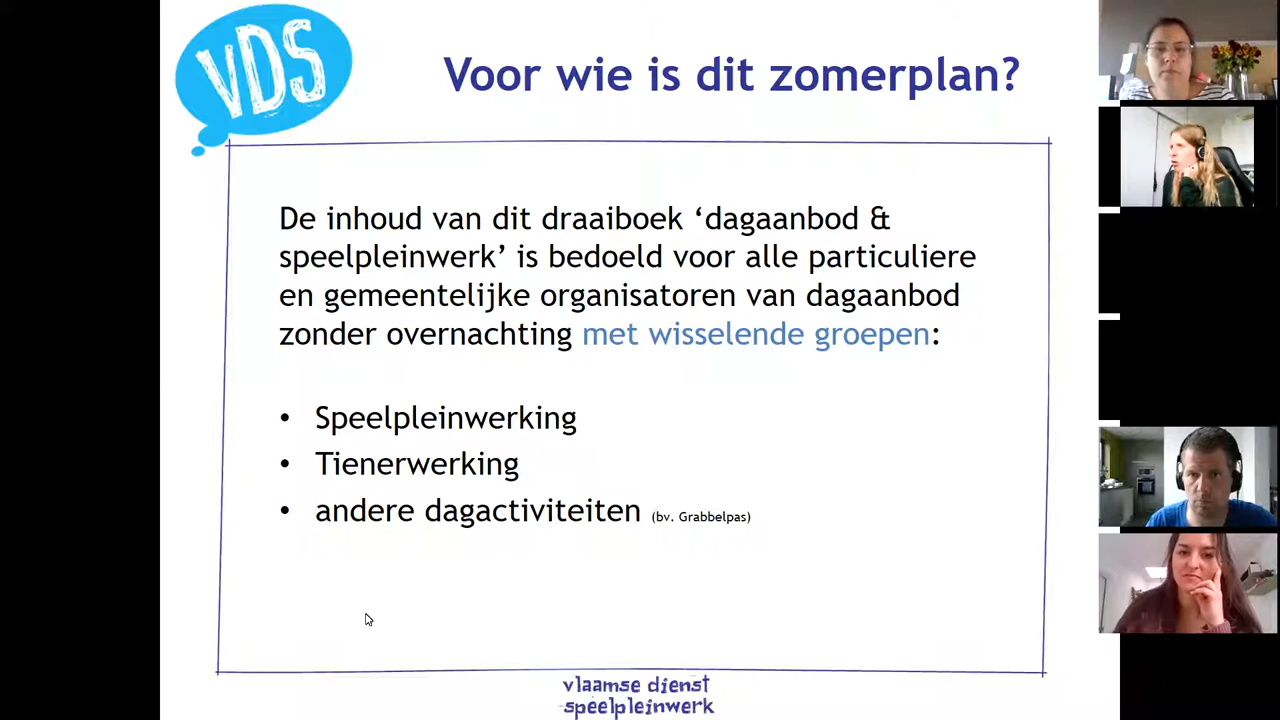 VDS
Voor wie is dit zomerplan?
De inhoud van dit draaiboek ‘dagaanbod &
speelpleinwerk’ is bedoeld voor alle particuliere
en gemeentelijke organisatoren van dagaanbod
zonder overnachting met wisselende groepen:
• Speelpleinwerking
• Tienerwerking
• andere dagactiviteiten (bv. Grabbelpas)
vlaamse dienst
speelpleinwerk